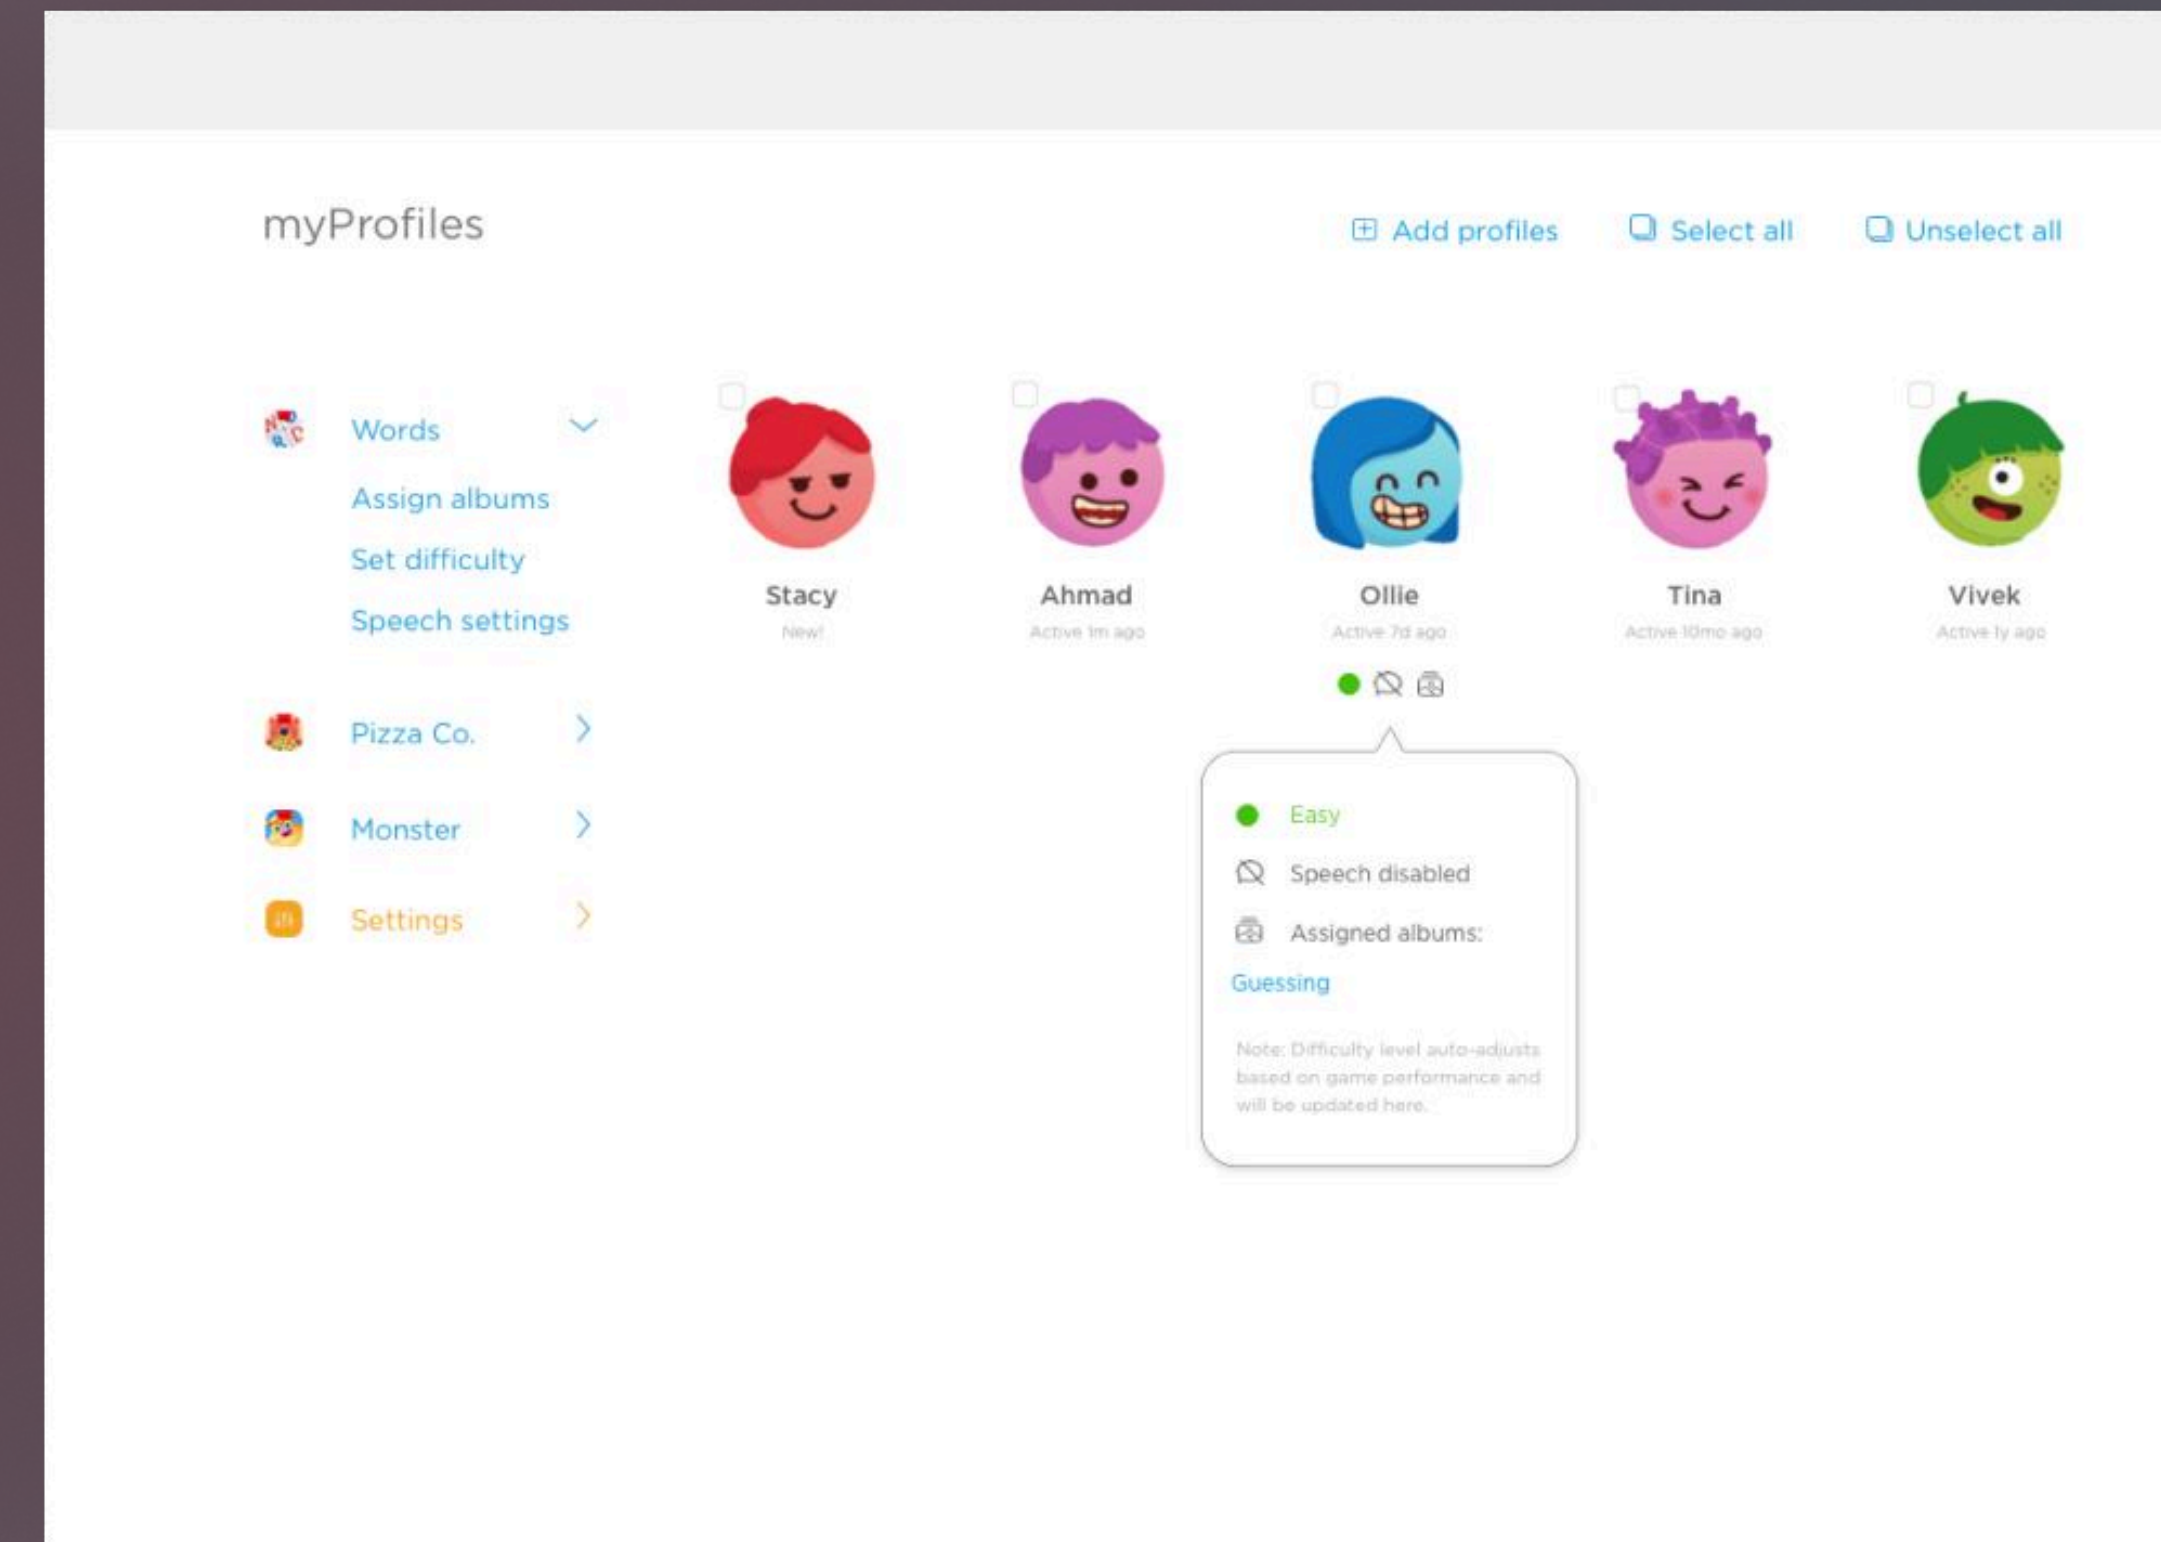 myProfiles
Add profiles
Select all
Unselect all
Words
Assign albums
Set difficulty
Speech settings
Pizza Co.
Monster
Settings
Stacy
New!
Ahmad
Active 1m ago
Ollie
Active 7d ago
Tina
Active 10mo ago
Vivek
Active 1y ago
Easy
Speech disabled
Assigned albums:
Guessing
Note: Difficulty level auto-adjusts
based on game performance and
will be updated here.